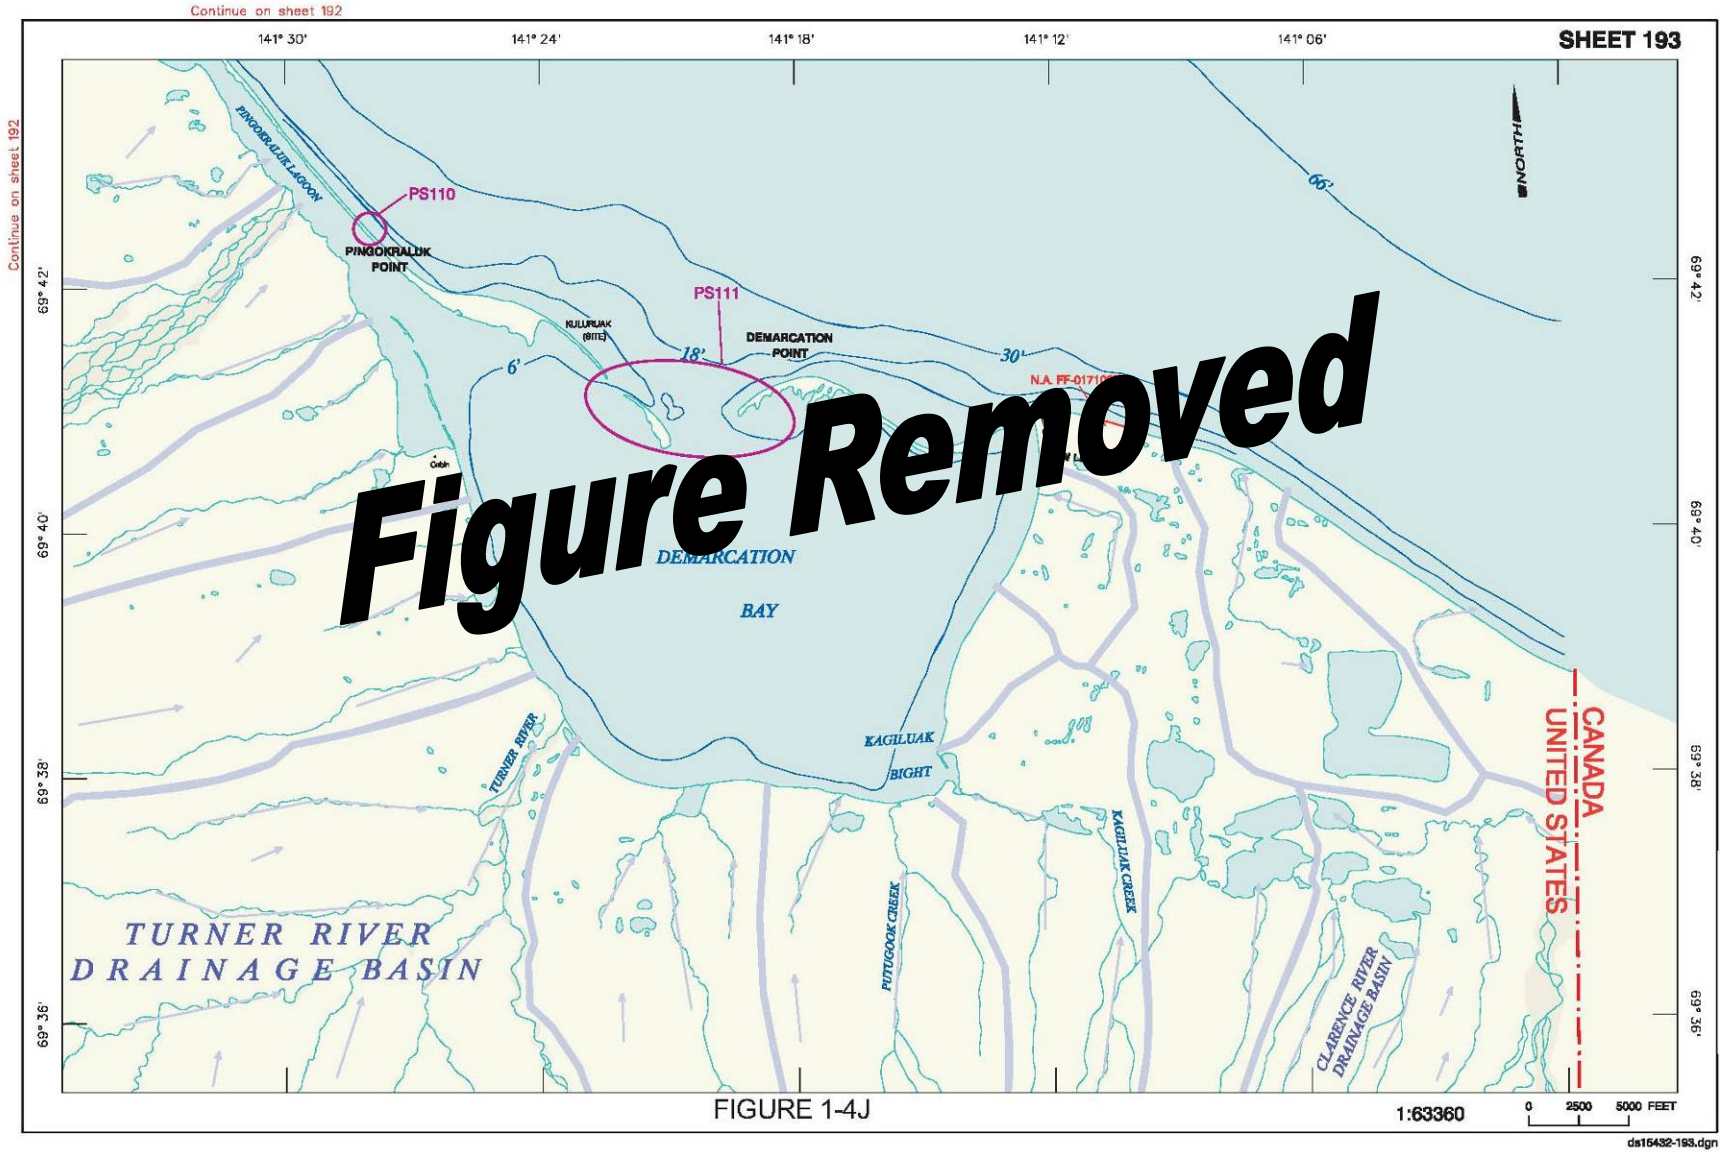 Continue on sheet 192
141° 30'
141° 24'
141° 18'
141° 12'
141° 06'
SHEET 193
Continue on sheet 192
PINGOKRALUK LAGOON
PS110
PINGOKRALUK
POINT
66'
NORTH
69° 42'
69° 42'
PS111
KULURUAK
(SITE)
DEMARCATION
POINT
18'
30'
6'
N.A. FF-01710
Cabin
Figure Removed
69° 40'
69° 40'
DEMARCATION
BAY
TURNER RIVER
KAGILUAK
BIGHT
69° 38'
69° 38'
CANADA
UNITED STATES
KAGILUAK CREEK
PUTUGOOK CREEK
TURNER RIVER
DRAINAGE BASIN
CLARENCE RIVER
DRAINAGE BASIN
69° 36'
69° 36'
FIGURE 1-4J
1:63360
0 2500 5000 FEET
ds15432-193.dgn